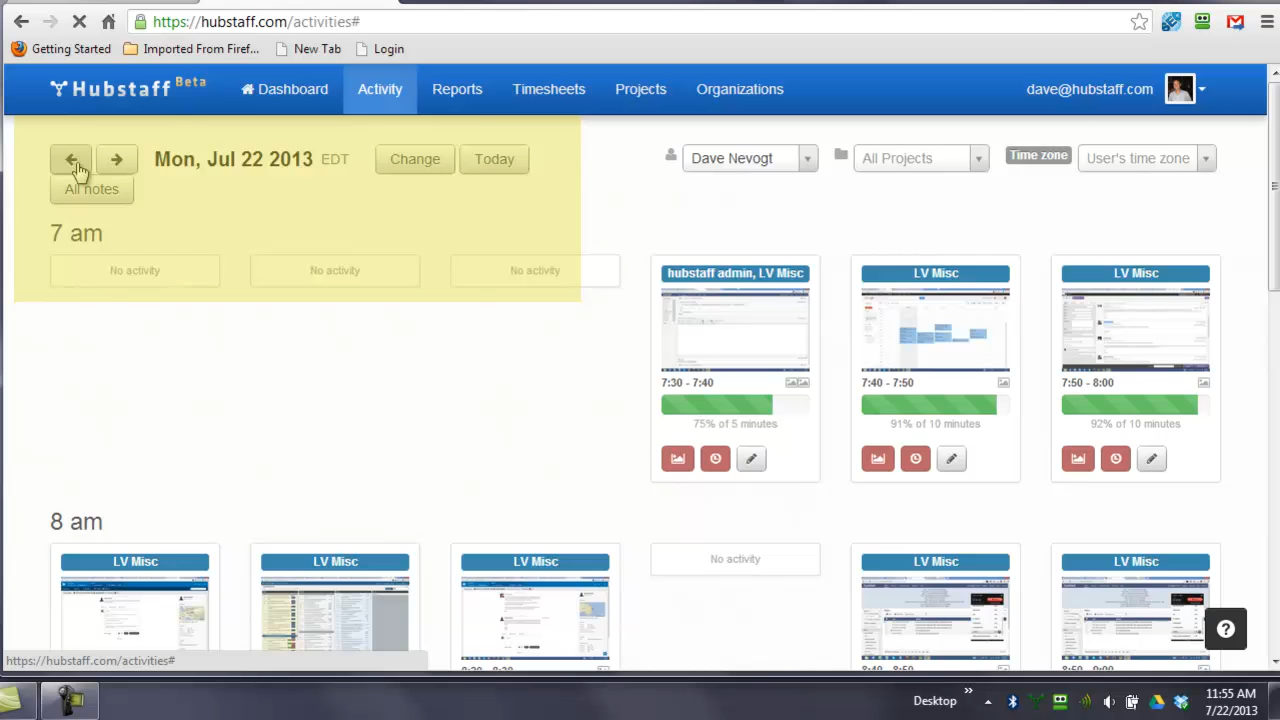 https://hubstaff.com/activities#
Getting Started
Imported From Firef...
New Tab
Login
Hubstaff Beta
Dashboard
Activity
Reports
Timesheets
Projects
Organizations
dave@hubstaff.com
Mon, Jul 22 2013 EDT
Change
Today
Dave Nevogt
All Projects
Time zone
User's time zone
All notes
7 am
No activity
No activity
No activity
hubstaff admin, LV Misc
LV Misc
LV Misc
7:30 - 7:40
7:40 - 7:50
7:50 - 8:00
75% of 5 minutes
91% of 10 minutes
92% of 10 minutes
8 am
LV Misc
LV Misc
LV Misc
No activity
LV Misc
LV Misc
?
https://hubstaff.com/activities#
Desktop
11:55 AM
7/22/2013